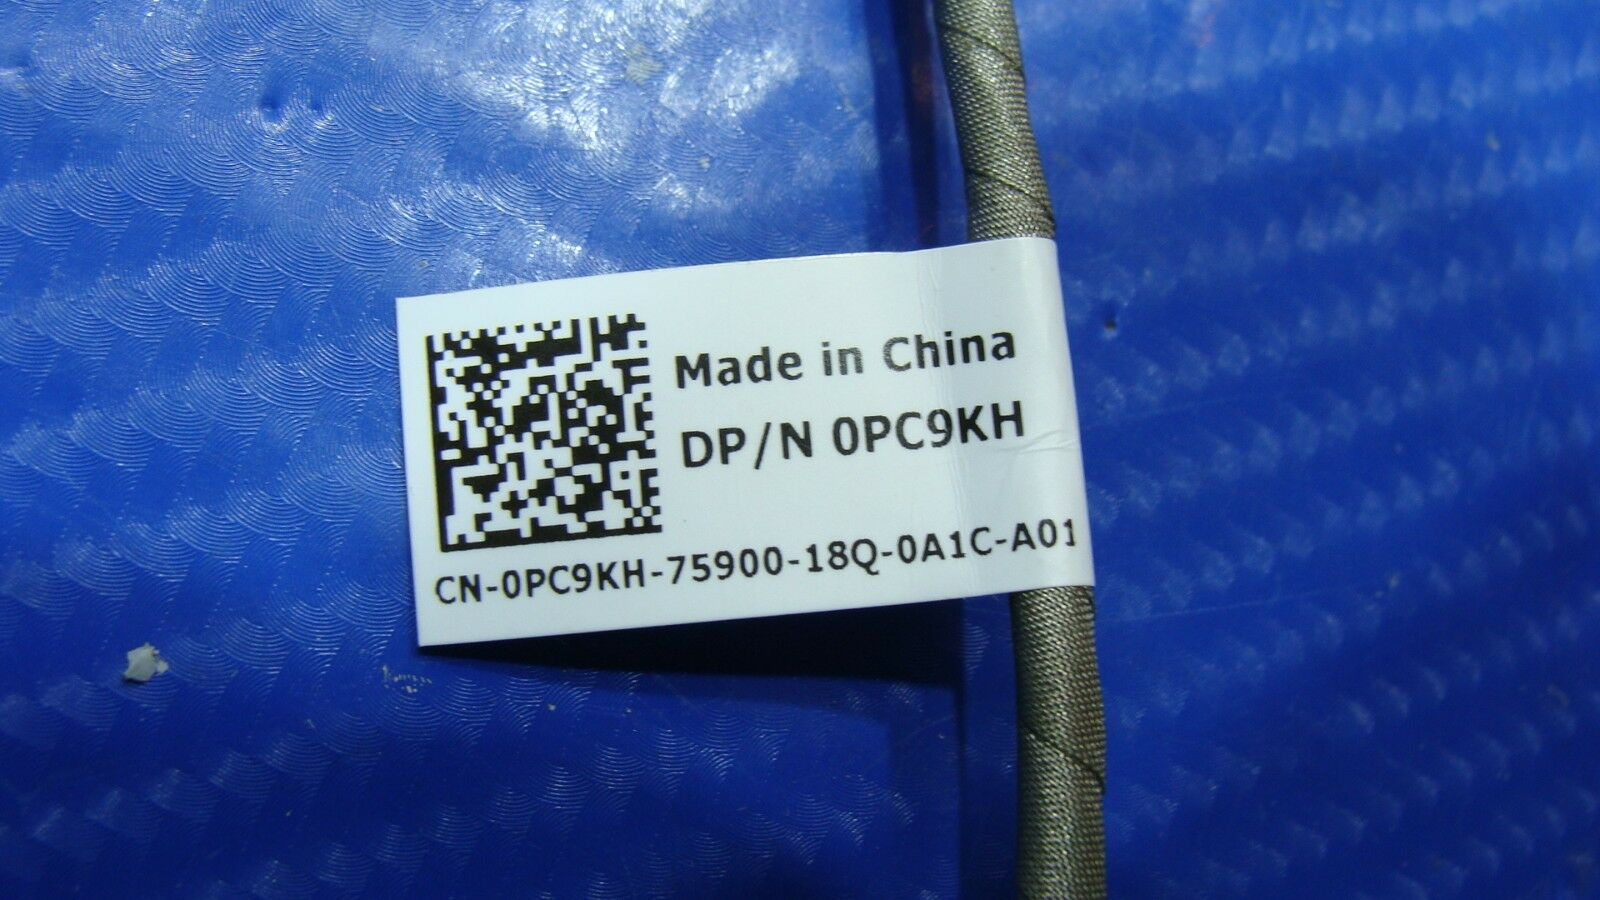 Made in China
DP/N 0PC9KH
CN-0PC9KH-75900-18Q-0A1C-A01